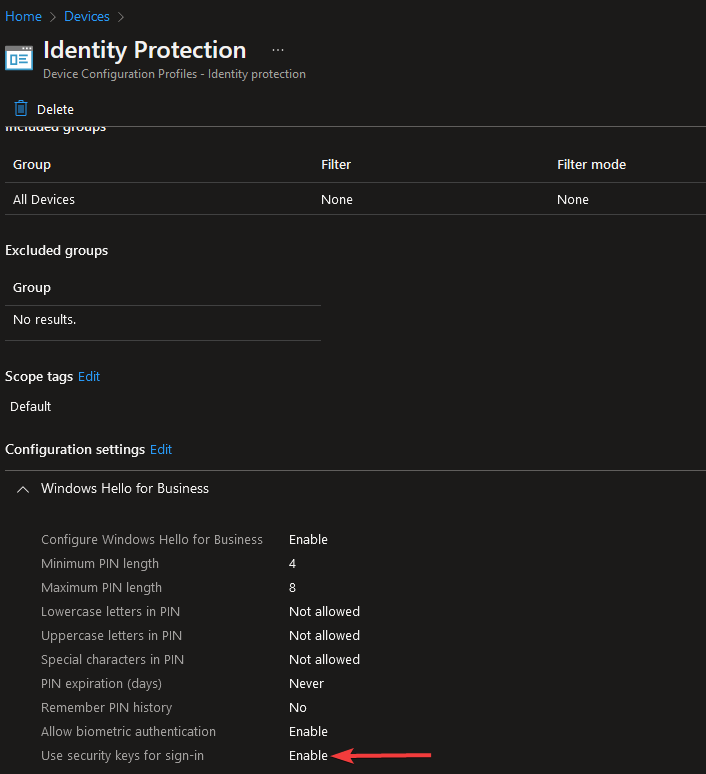 Home > Devices >
Identity Protection ...
Device Configuration Profiles - Identity protection
Delete
Included groups
Group Filter Filter mode
All Devices None None
Excluded groups
Group
No results.
Scope tags Edit
Default
Configuration settings Edit
Windows Hello for Business
Configure Windows Hello for Business Enable
Minimum PIN length 4
Maximum PIN length 8
Lowercase letters in PIN Not allowed
Uppercase letters in PIN Not allowed
Special characters in PIN Not allowed
PIN expiration (days) Never
Remember PIN history No
Allow biometric authentication Enable
Use security keys for sign-in Enable